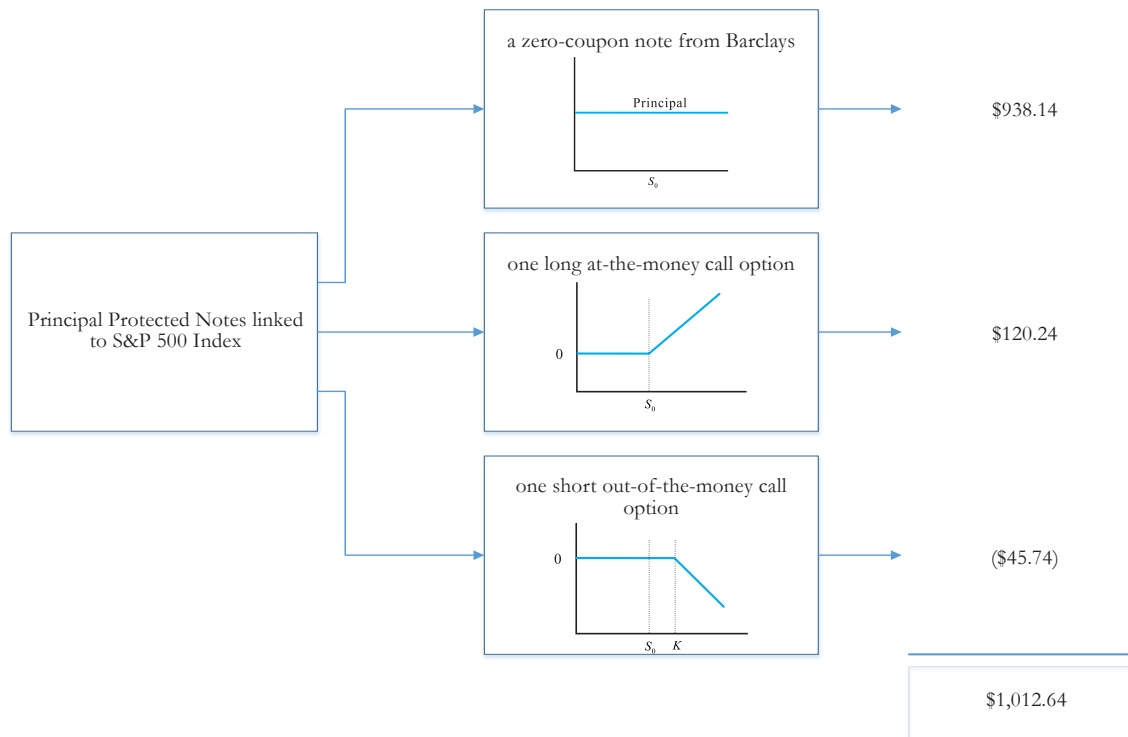 a zero-coupon note from Barclays
Principal
S₀
$938.14
Principal Protected Notes linked
to S&P 500 Index
one long at-the-money call option
0
S₀
$120.24
one short out-of-the-money call
option
0
S₀ K
($45.74)
$1,012.64